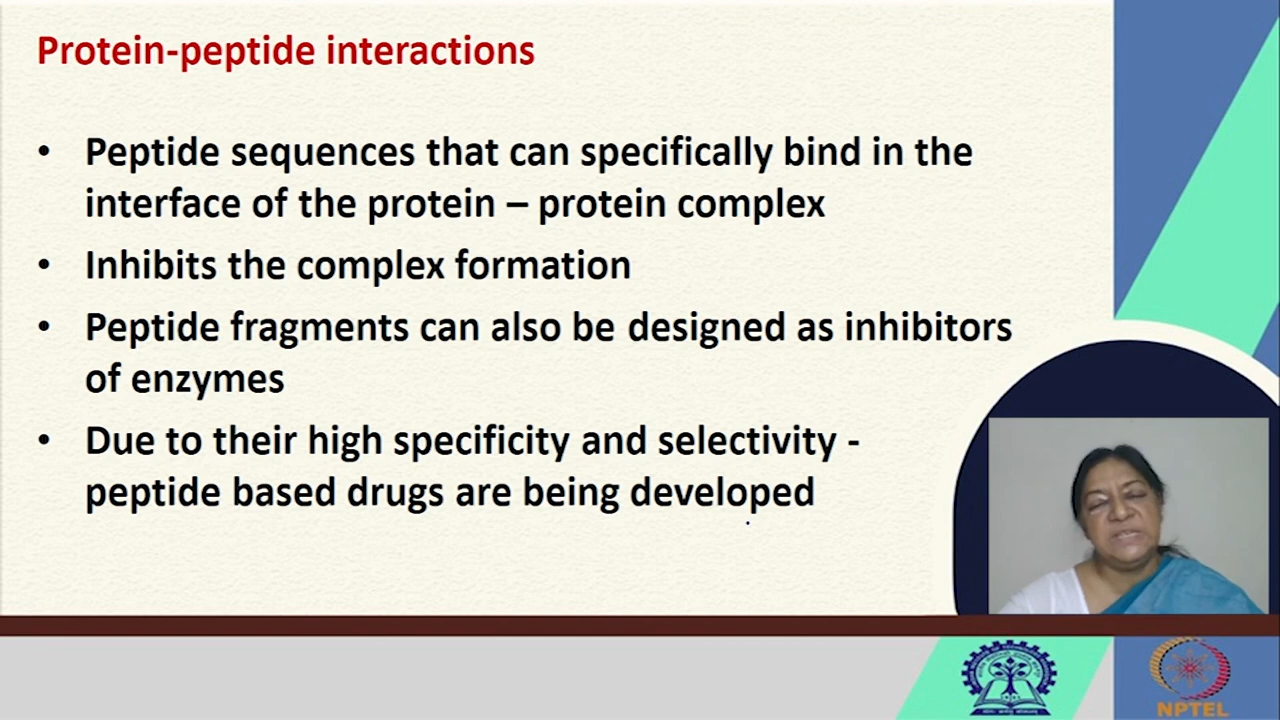 Protein-peptide interactions
• Peptide sequences that can specifically bind in the
interface of the protein – protein complex
• Inhibits the complex formation
• Peptide fragments can also be designed as inhibitors
of enzymes
• Due to their high specificity and selectivity -
peptide based drugs are being developed
NPTEL